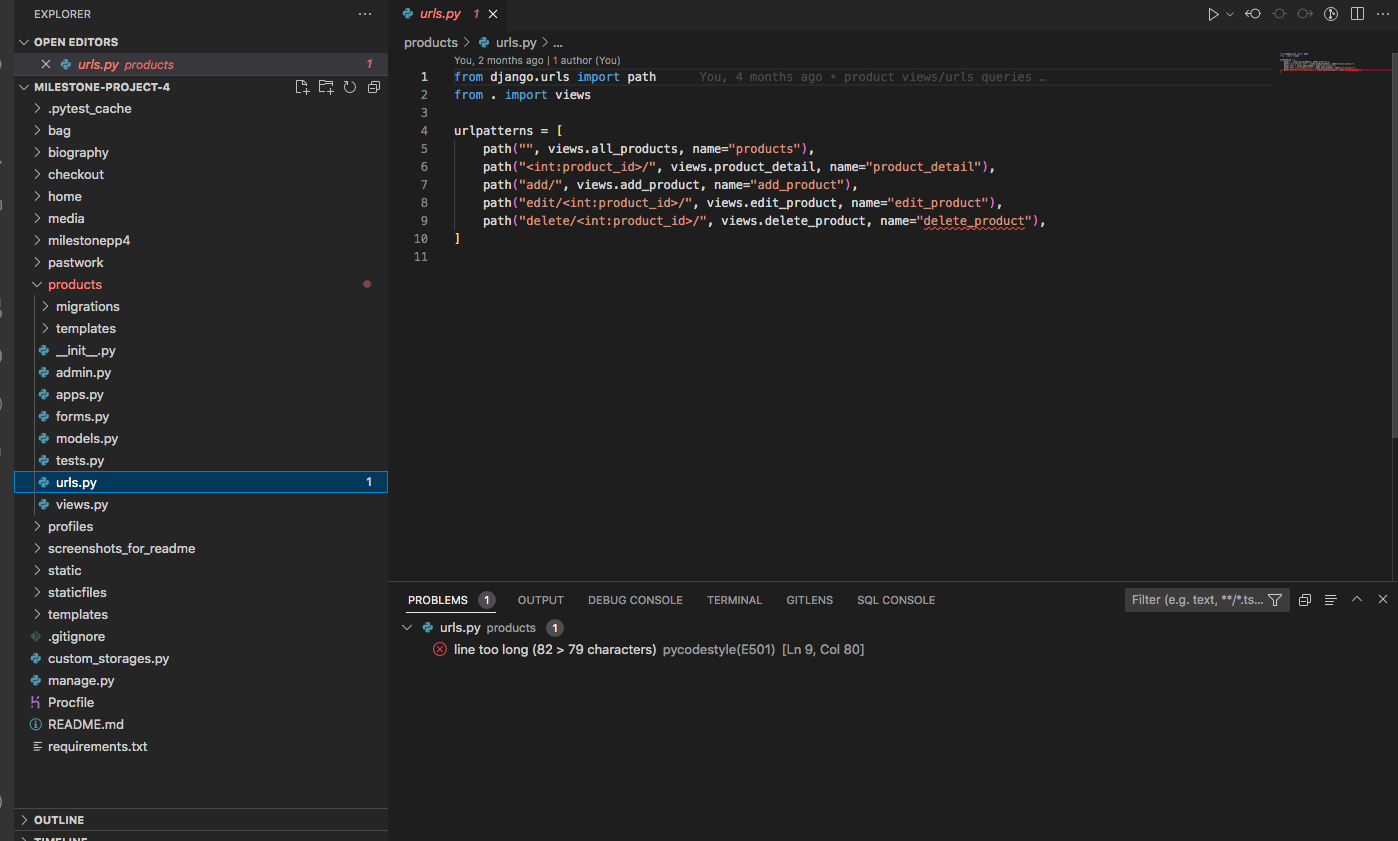 EXPLORER
OPEN EDITORS
urls.py products 1
MILESTONE-PROJECT-4
.pytest_cache
bag
biography
checkout
home
media
milestonepp4
pastwork
products
migrations
templates
__init__.py
admin.py
apps.py
forms.py
models.py
tests.py
urls.py 1
views.py
profiles
screenshots_for_readme
static
staticfiles
templates
.gitignore
custom_storages.py
manage.py
Procfile
README.md
requirements.txt
OUTLINE
TIMELINE
urls.py 1
products > urls.py > ...
You, 2 months ago | 1 author (You)
1 from django.urls import path You, 4 months ago • product views/urls queries …
2 from . import views
3
4 urlpatterns = [
5 path("", views.all_products, name="products"),
6 path("<int:product_id>/", views.product_detail, name="product_detail"),
7 path("add/", views.add_product, name="add_product"),
8 path("edit/<int:product_id>/", views.edit_product, name="edit_product"),
9 path("delete/<int:product_id>/", views.delete_product, name="delete_product"),
10 ]
11
PROBLEMS 1 OUTPUT DEBUG CONSOLE TERMINAL GITLENS SQL CONSOLE Filter (e.g. text, **/*.ts...
urls.py products 1
line too long (82 > 79 characters) pycodestyle(E501) [Ln 9, Col 80]